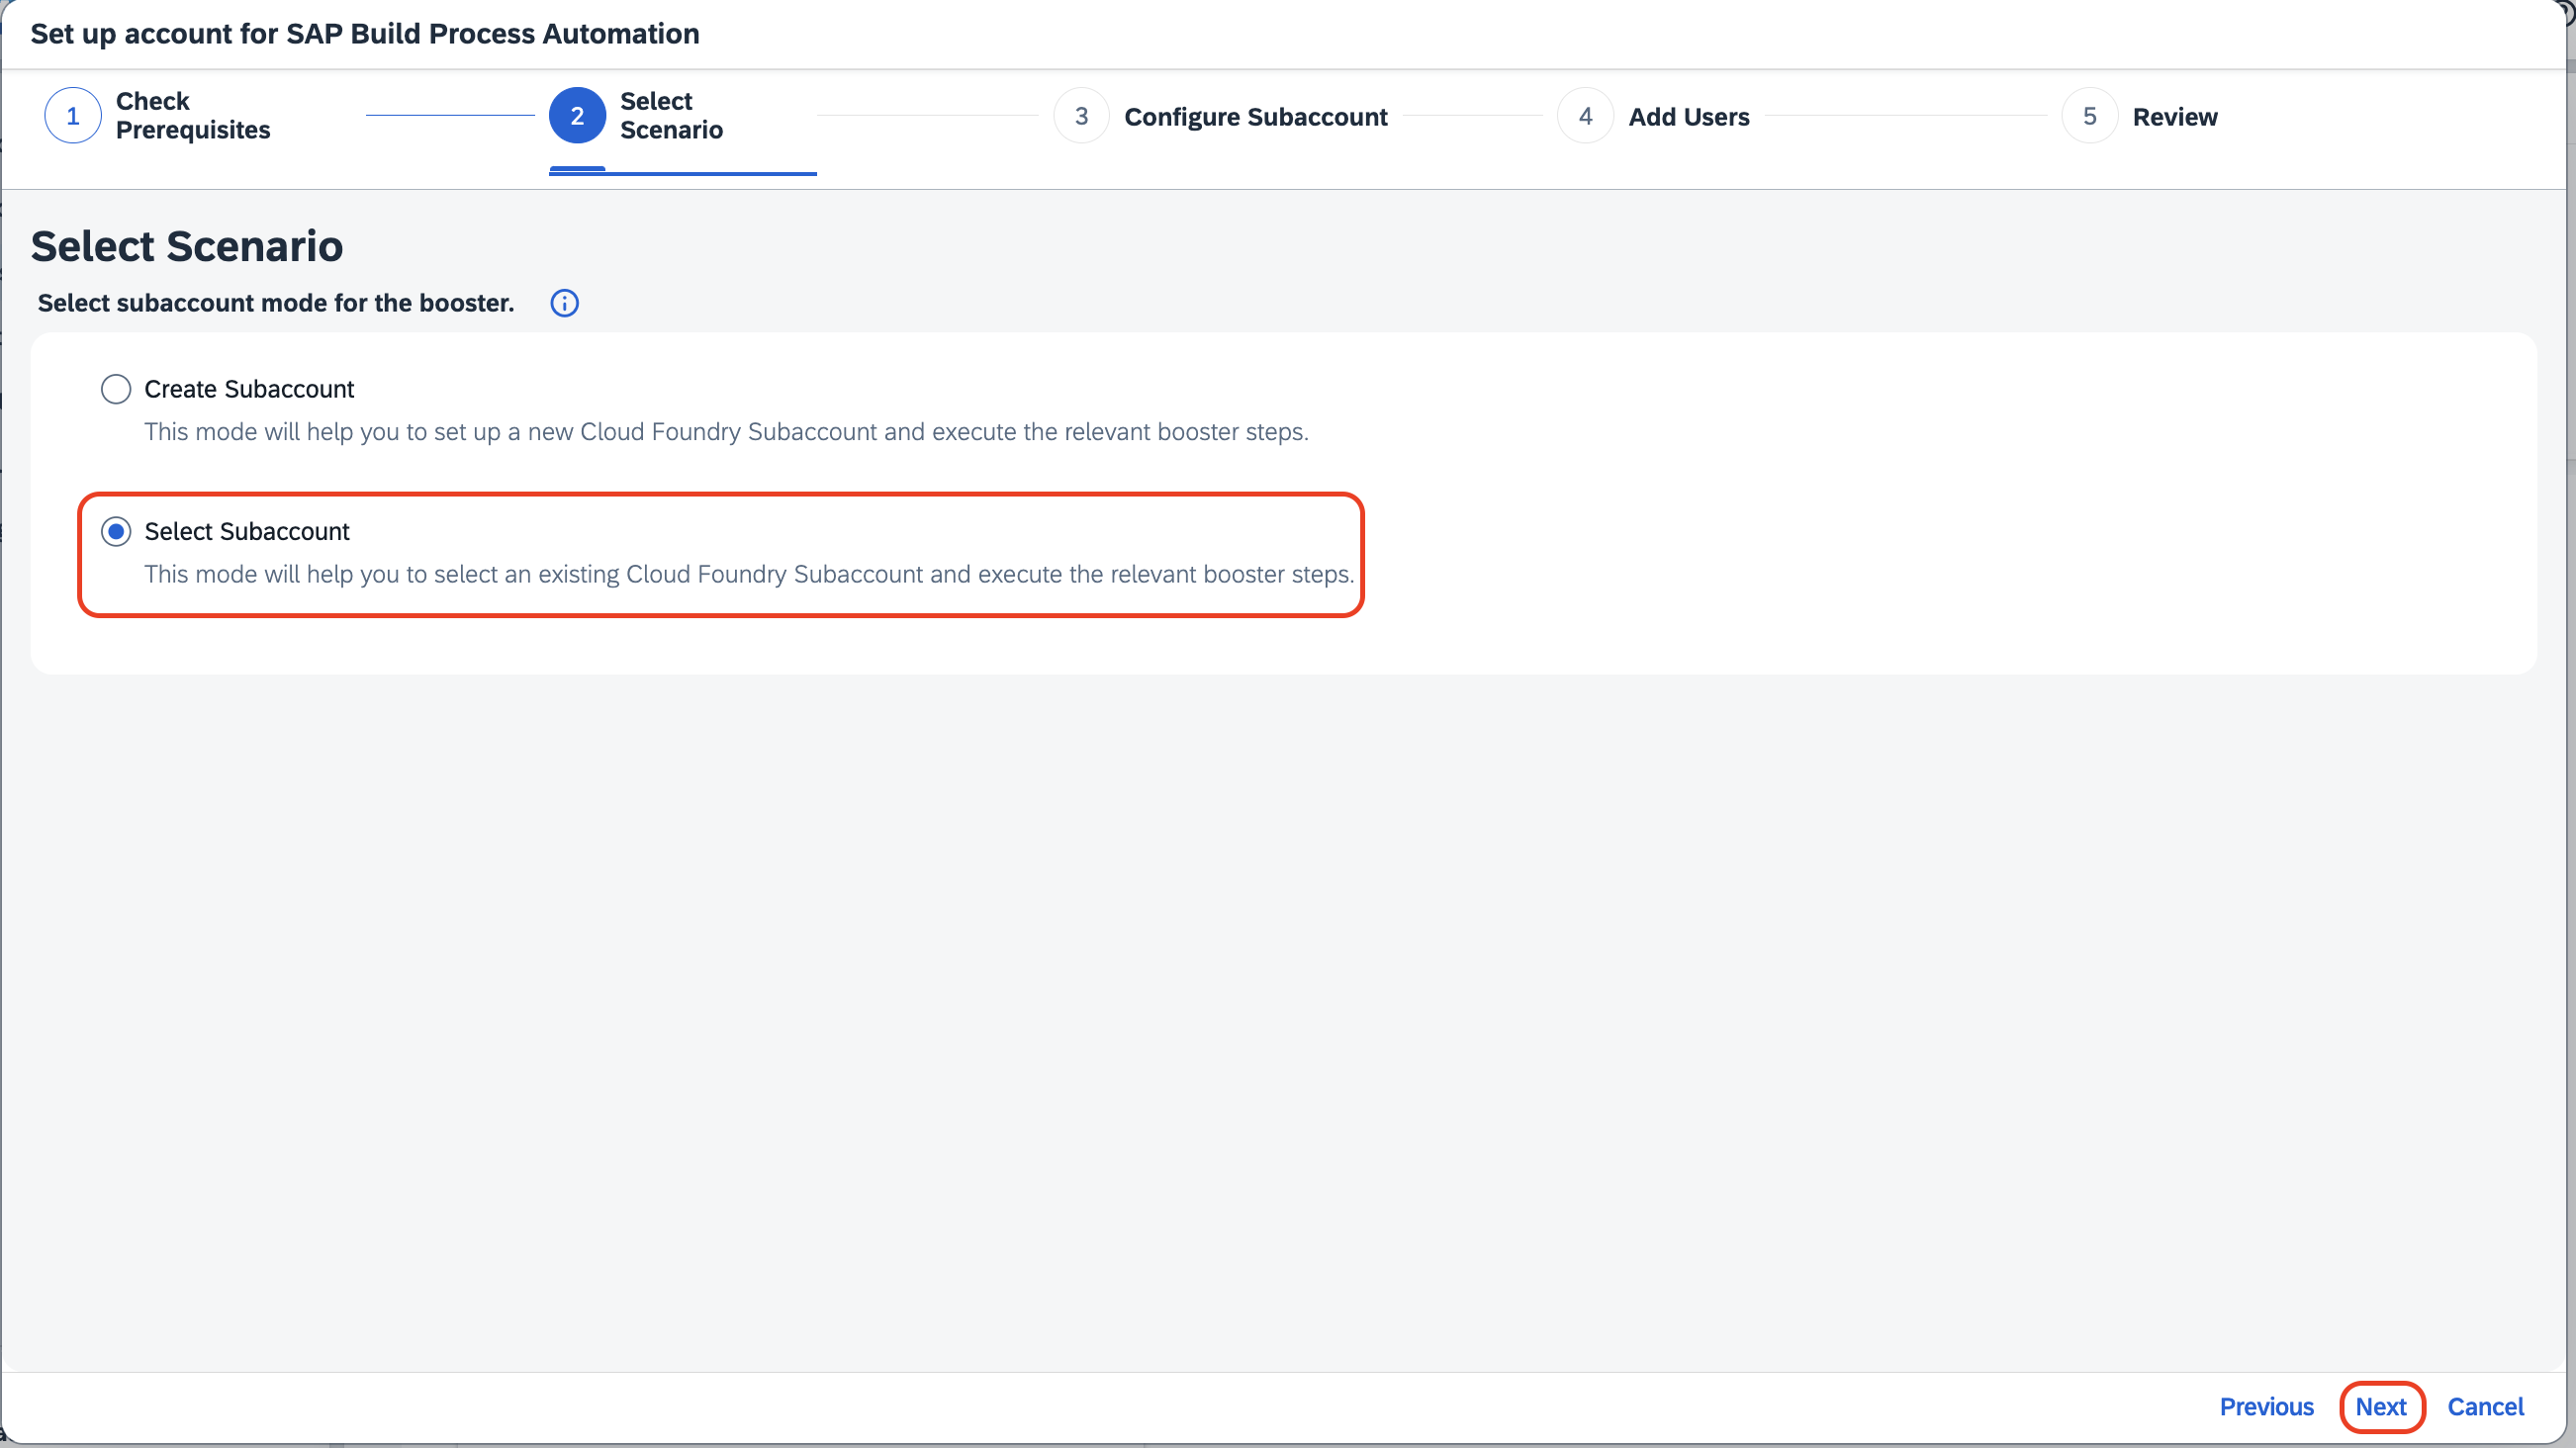 Set up account for SAP Build Process Automation
1
Check
Prerequisites
2
Select
Scenario
3
Configure Subaccount
4
Add Users
5
Review
Select Scenario
Select subaccount mode for the booster.
Create Subaccount
This mode will help you to set up a new Cloud Foundry Subaccount and execute the relevant booster steps.
Select Subaccount
This mode will help you to select an existing Cloud Foundry Subaccount and execute the relevant booster steps.
Previous Next Cancel